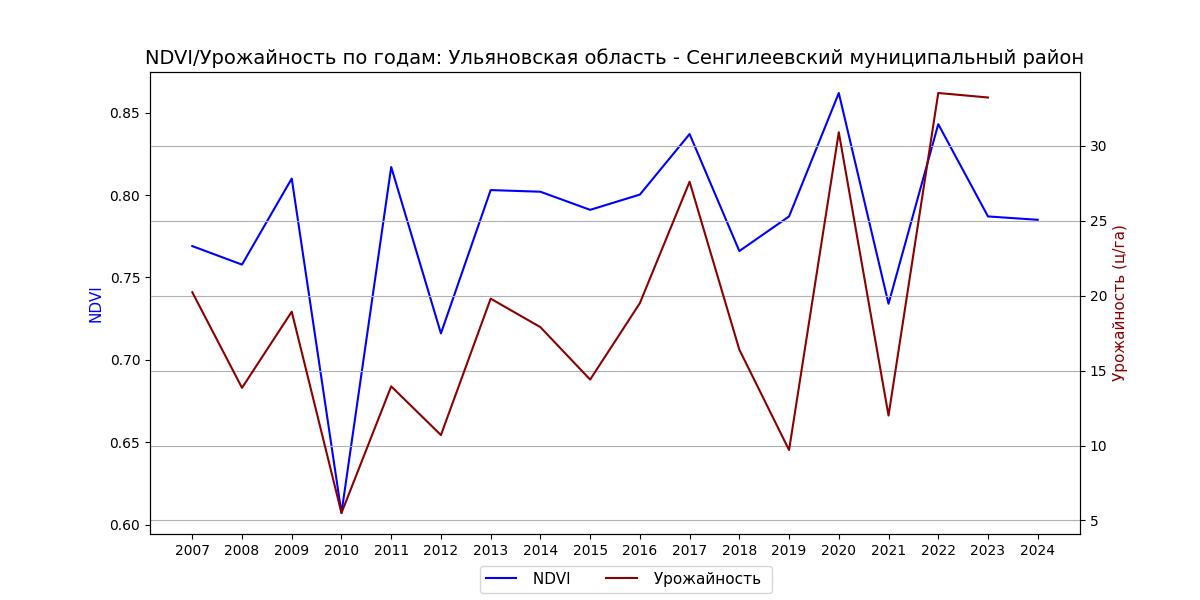 NDVI/Урожайность по годам: Ульяновская область - Сенгилеевский муниципальный район
0.85
0.80
0.75
0.70
0.65
0.60
NDVI
30
25
20
15
10
5
Урожайность (ц/га)
2007 2008 2009 2010 2011 2012 2013 2014 2015 2016 2017 2018 2019 2020 2021 2022 2023 2024
NDVI Урожайность